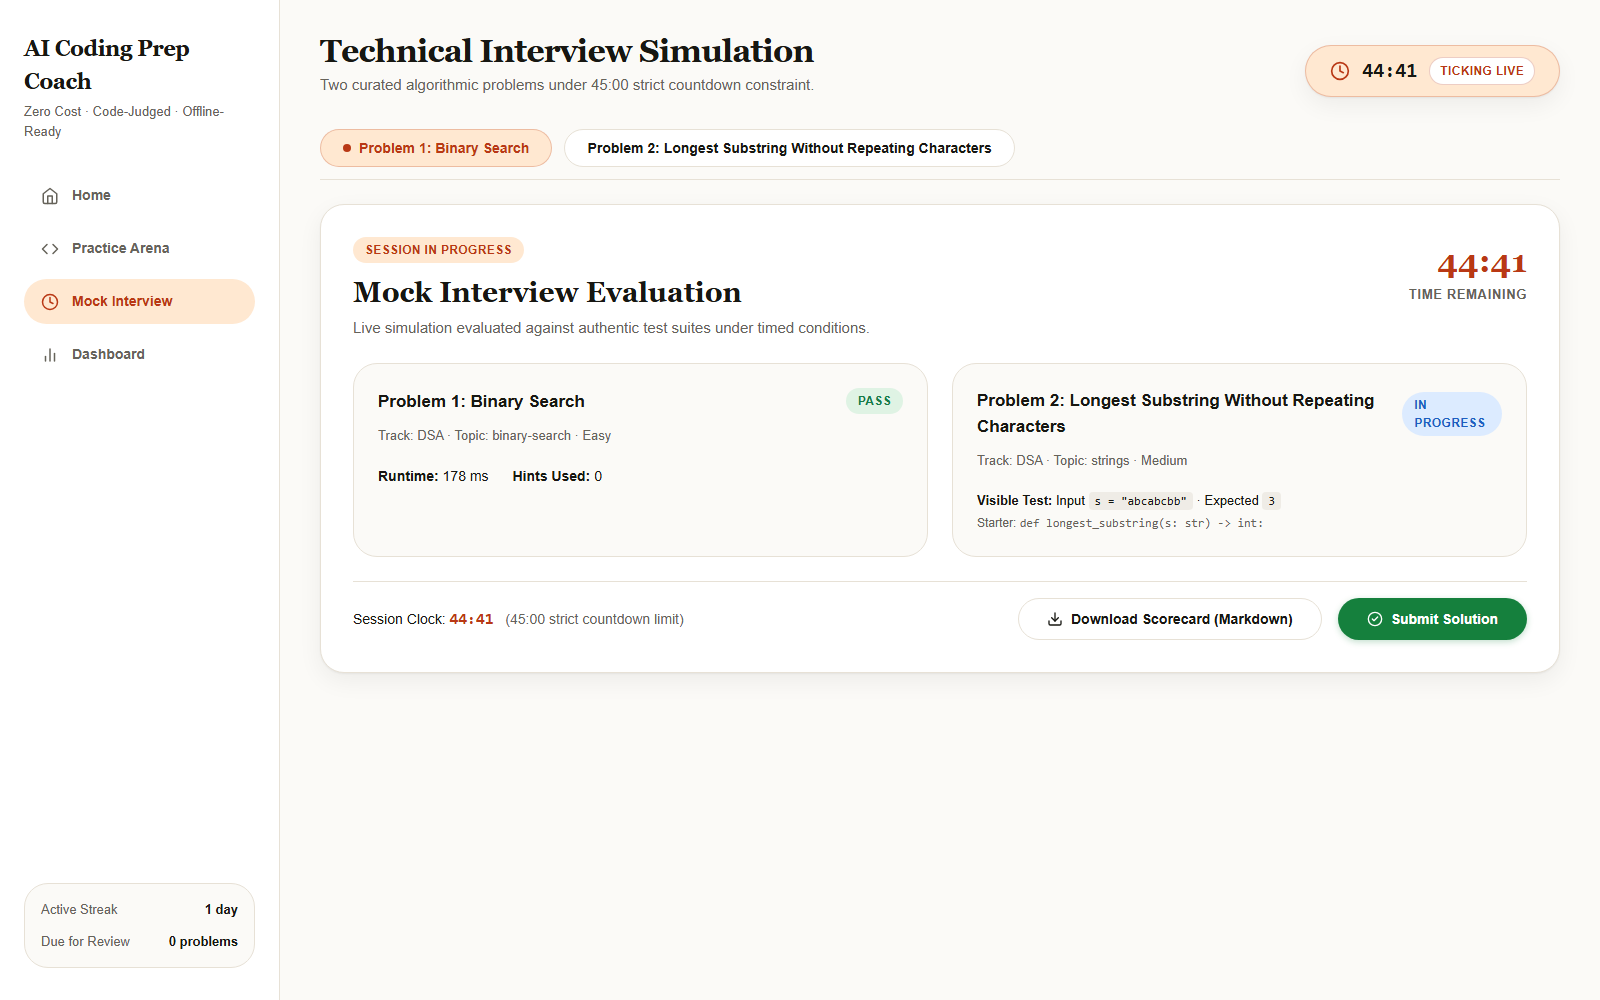 AI Coding Prep
Coach
Zero Cost · Code-Judged · Offline-
Ready
Home
Practice Arena
Mock Interview
Dashboard
Active Streak 1 day
Due for Review 0 problems
Technical Interview Simulation
Two curated algorithmic problems under 45:00 strict countdown constraint.
44:41 TICKING LIVE
Problem 1: Binary Search
Problem 2: Longest Substring Without Repeating Characters
SESSION IN PROGRESS
Mock Interview Evaluation
Live simulation evaluated against authentic test suites under timed conditions.
44:41
TIME REMAINING
Problem 1: Binary Search
PASS
Track: DSA · Topic: binary-search · Easy
Runtime: 178 ms Hints Used: 0
Problem 2: Longest Substring Without Repeating
Characters
IN
PROGRESS
Track: DSA · Topic: strings · Medium
Visible Test: Input s = "abcabcbb" · Expected 3
Starter: def longest_substring(s: str) -> int:
Session Clock: 44:41 (45:00 strict countdown limit)
Download Scorecard (Markdown)
Submit Solution